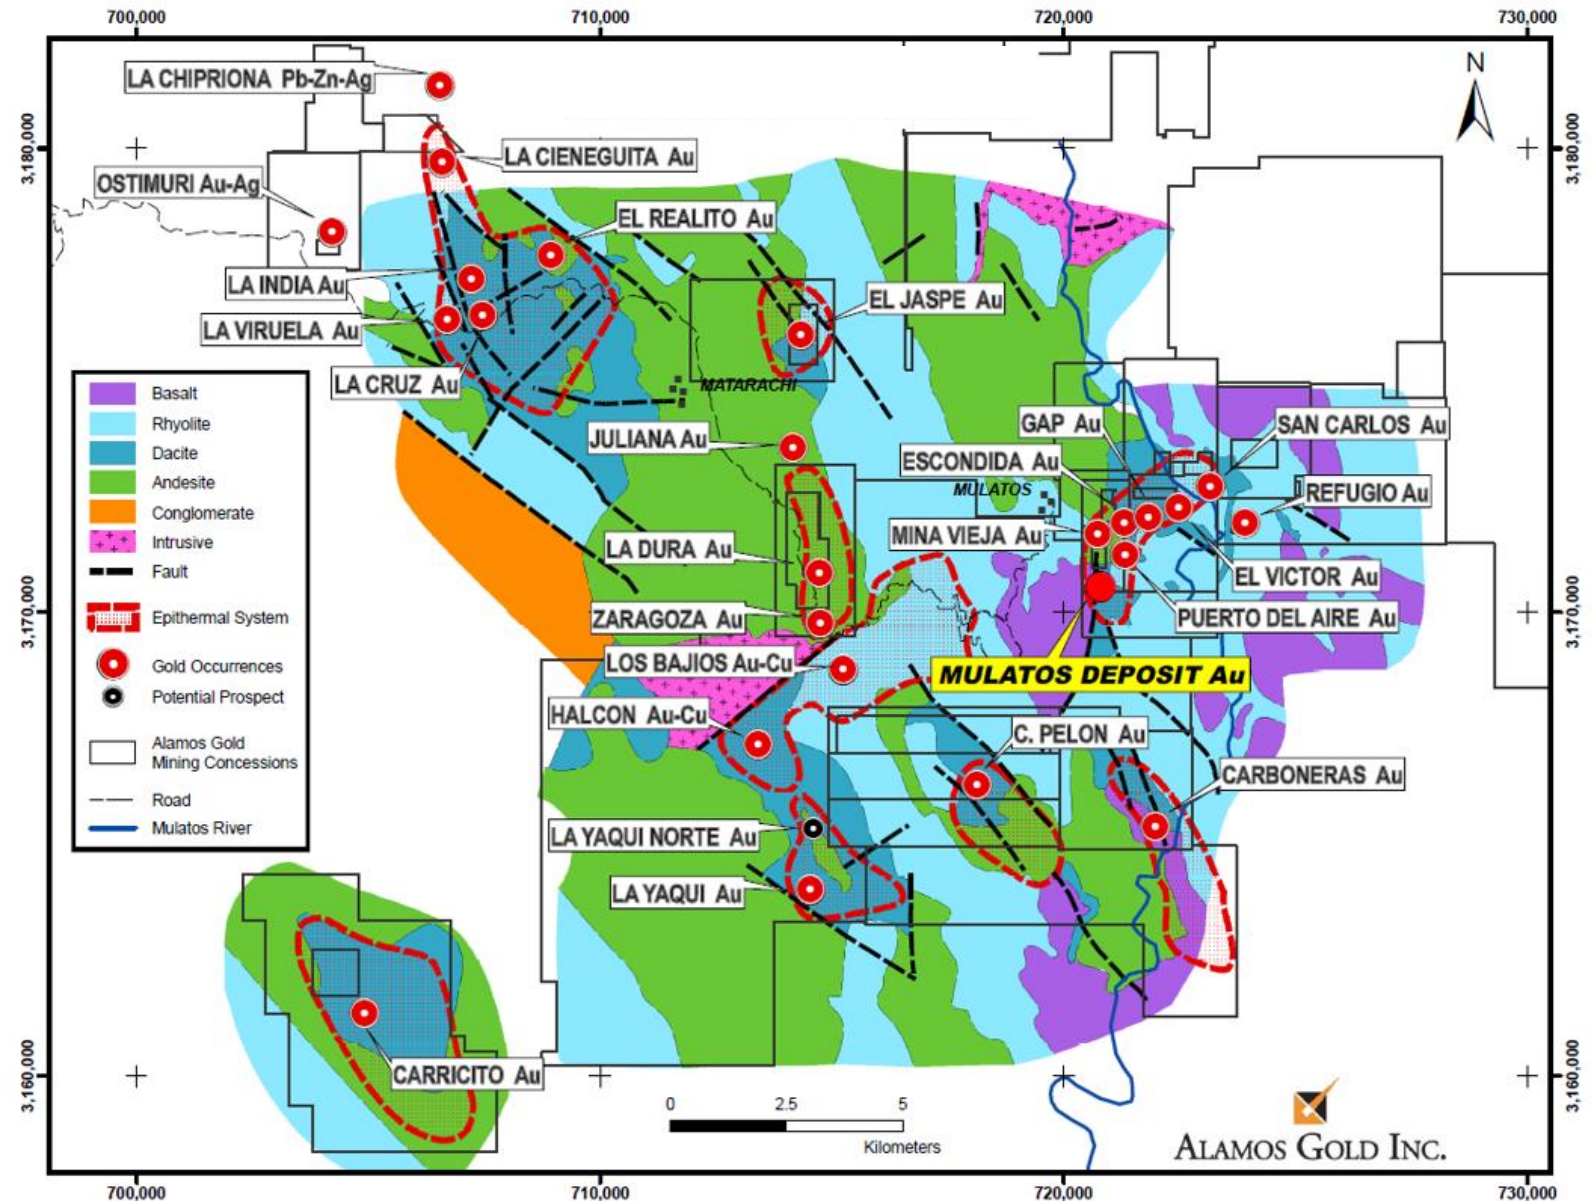 700,000
710,000
720,000
730,000
N
3,180,000
3,180,000
LA CHIPRIONA Pb-Zn-Ag
LA CIENEGUITA Au
OSTIMURI Au-Ag
EL REALITO Au
LA INDIA Au
EL JASPE Au
LA VIRUELA Au
LA CRUZ Au
MATARACHI
Basalt
Rhyolite
Dacite
Andesite
Conglomerate
Intrusive
Fault
Epithermal System
Gold Occurrences
Potential Prospect
Alamos Gold
Mining Concessions
Road
Mulatos River
JULIANA Au
GAP Au
SAN CARLOS Au
ESCONDIDA Au
MULATOS
REFUGIO Au
MINA VIEJA Au
LA DURA Au
EL VICTOR Au
3,170,000
3,170,000
ZARAGOZA Au
PUERTO DEL AIRE Au
LOS BAJIOS Au-Cu
MULATOS DEPOSIT Au
HALCON Au-Cu
C. PELON Au
CARBONERAS Au
LA YAQUI NORTE Au
LA YAQUI Au
CARRICITO Au
3,160,000
3,160,000
0
2.5
5
Kilometers
ALAMOS GOLD INC.
700,000
710,000
720,000
730,000